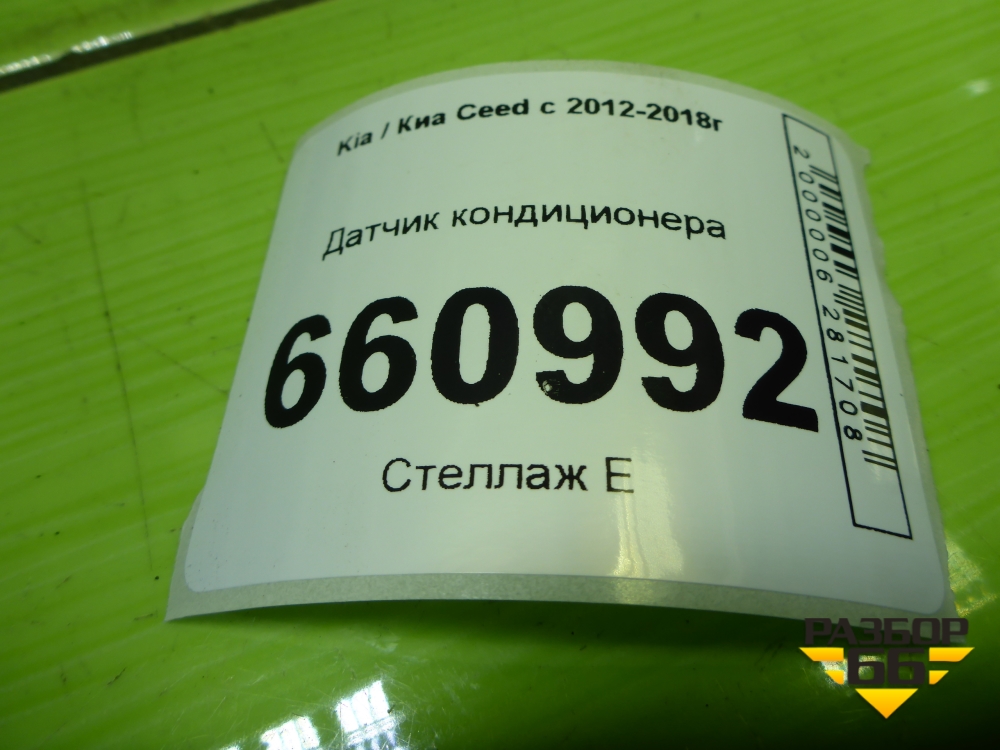 Kia / Киа Ceed с 2012-2018г
Датчик кондиционера
660992
Стеллаж Е
2000006281708
РАЗБОР
66